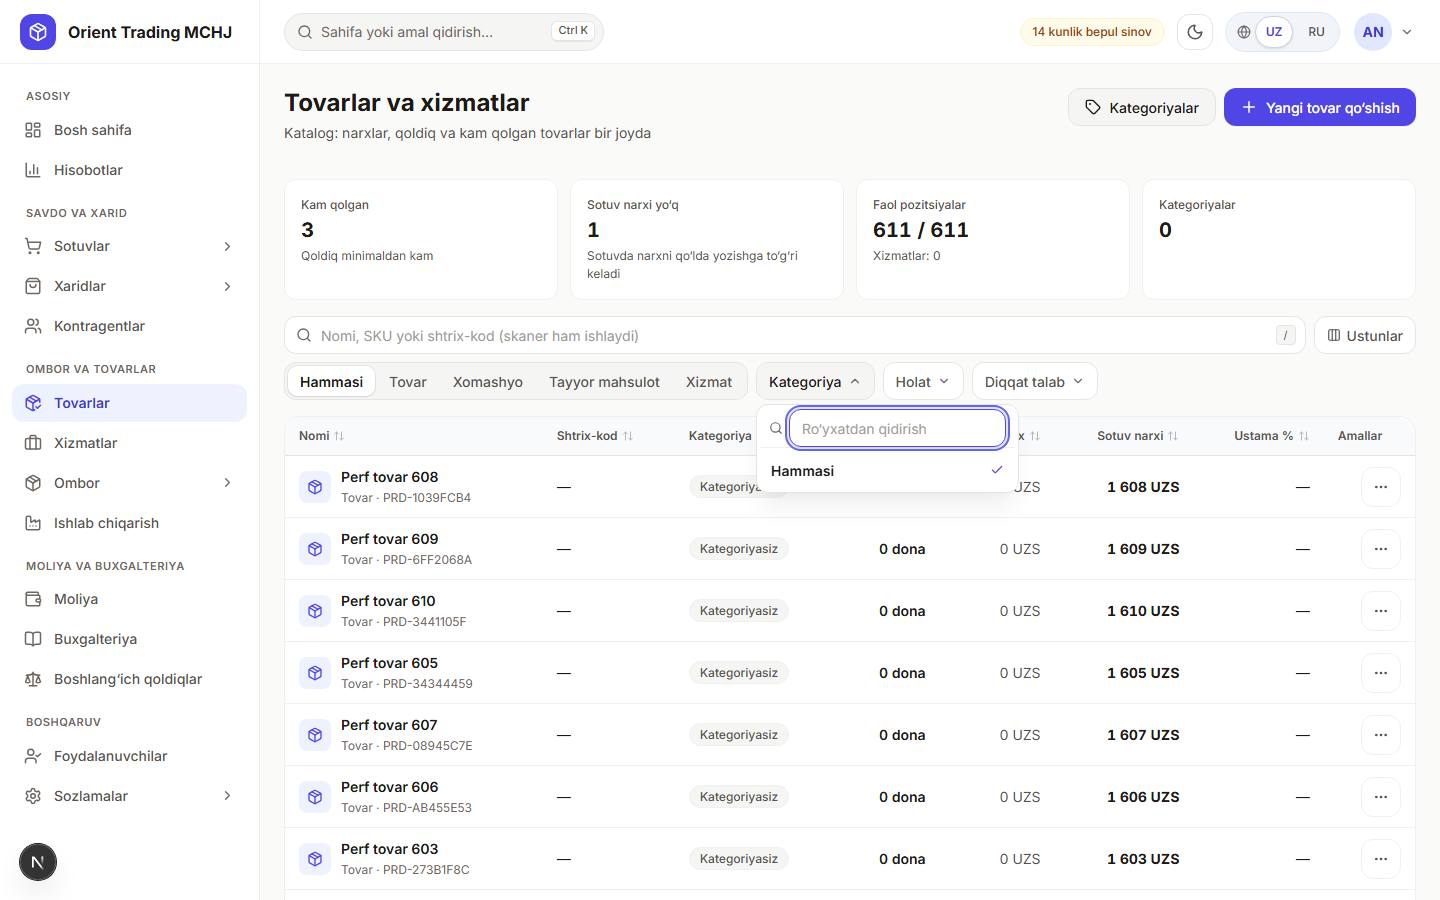 Orient Trading MCHJ
Sahifa yoki amal qidirish...
Ctrl K
14 kunlik bepul sinov
UZ
RU
AN
ASOSIY
Bosh sahifa
Hisobotlar
SAVDO VA XARID
Sotuvlar
Xaridlar
Kontragentlar
OMBOR VA TOVARLAR
Tovarlar
Xizmatlar
Ombor
Ishlab chiqarish
MOLIYA VA BUXGALTERIYA
Moliya
Buxgalteriya
Boshlang‘ich qoldiqlar
BOSHQARUV
Foydalanuvchilar
Sozlamalar
N
Tovarlar va xizmatlar
Katalog: narxlar, qoldiq va kam qolgan tovarlar bir joyda
Kategoriyalar
Yangi tovar qo‘shish
Kam qolgan
3
Qoldiq minimaldan kam
Sotuv narxi yo‘q
1
Sotuvda narxni qo‘lda yozishga to‘g‘ri
keladi
Faol pozitsiyalar
611 / 611
Xizmatlar: 0
Kategoriyalar
0
Nomi, SKU yoki shtrix-kod (skaner ham ishlaydi)
/
Ustunlar
Hammasi
Tovar
Xomashyo
Tayyor mahsulot
Xizmat
Kategoriya
Holat
Diqqat talab
Ro‘yxatdan qidirish
Hammasi
Nomi
Shtrix-kod
Kategoriya
x
Sotuv narxi
Ustama %
Amallar
Perf tovar 608
Tovar · PRD-1039FCB4
—
Kategoriya
UZS
1 608 UZS
—
Perf tovar 609
Tovar · PRD-6FF2068A
—
Kategoriyasiz
0 dona
0 UZS
1 609 UZS
—
Perf tovar 610
Tovar · PRD-3441105F
—
Kategoriyasiz
0 dona
0 UZS
1 610 UZS
—
Perf tovar 605
Tovar · PRD-34344459
—
Kategoriyasiz
0 dona
0 UZS
1 605 UZS
—
Perf tovar 607
Tovar · PRD-08945C7E
—
Kategoriyasiz
0 dona
0 UZS
1 607 UZS
—
Perf tovar 606
Tovar · PRD-AB455E53
—
Kategoriyasiz
0 dona
0 UZS
1 606 UZS
—
Perf tovar 603
Tovar · PRD-273B1F8C
—
Kategoriyasiz
0 dona
0 UZS
1 603 UZS
—